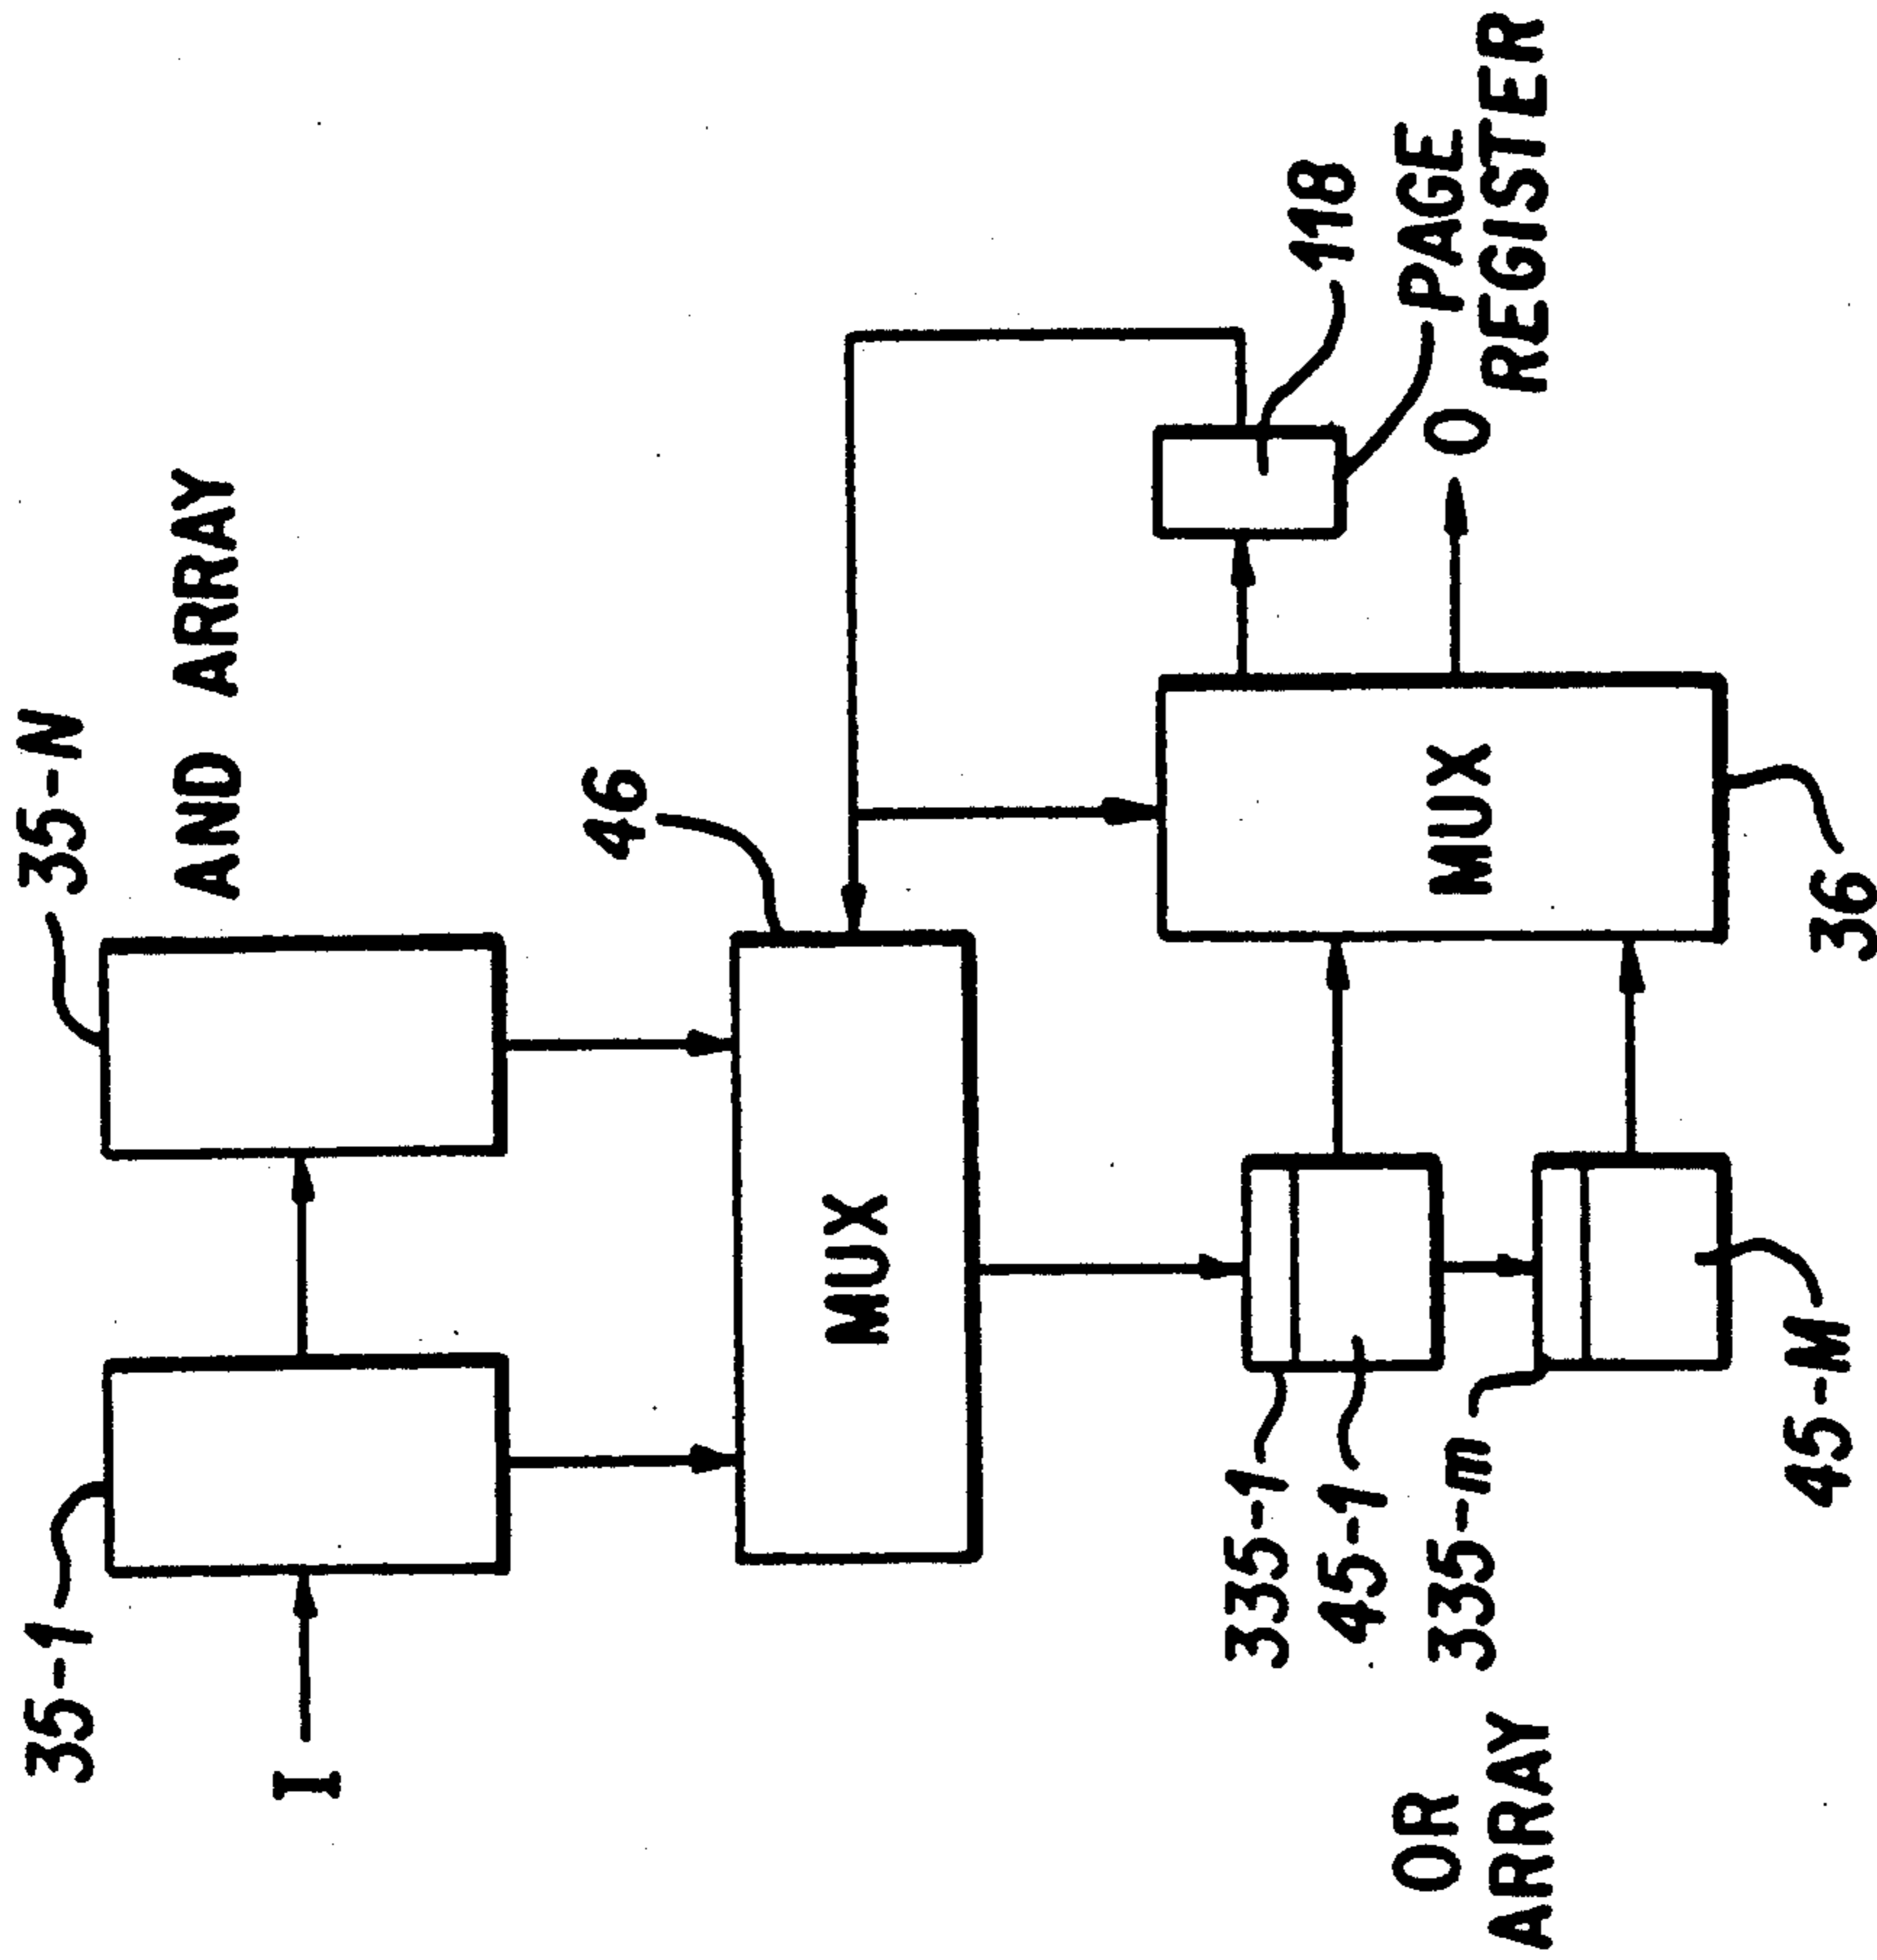 35-1
35-N
AND ARRAY
I
46
MUX
335-1
45-1
335-m
OR
ARRAY
MUX
118
PAGE
REGISTER
O
45-M
36